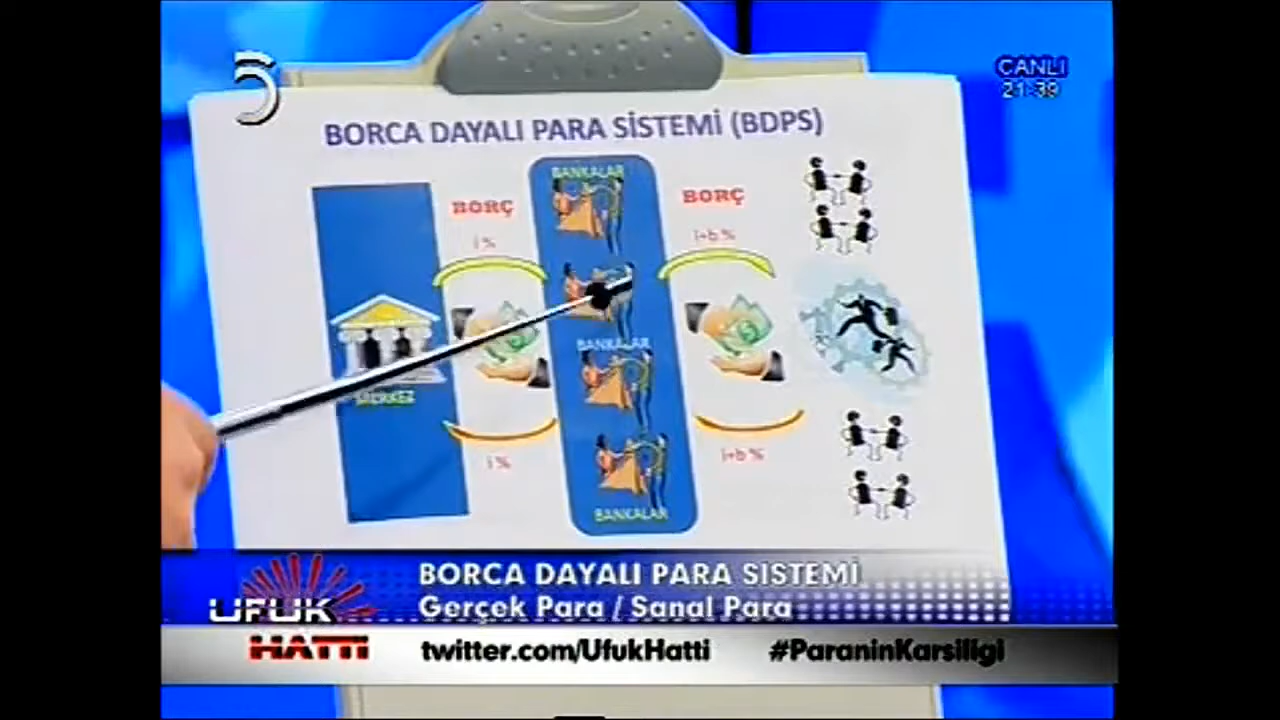 5
CANLI
21:39
BORCA DAYALI PARA SİSTEMİ (BDPS)
BANKALAR
BORÇ
BORÇ
i %
i+b %
BANKALAR
MERKEZ
i %
i+b %
BANKALAR
BORCA DAYALI PARA SİSTEMİ
Gerçek Para / Sanal Para
UFUK
HATTI
twitter.com/UfukHatti
#ParaninKarsiligi